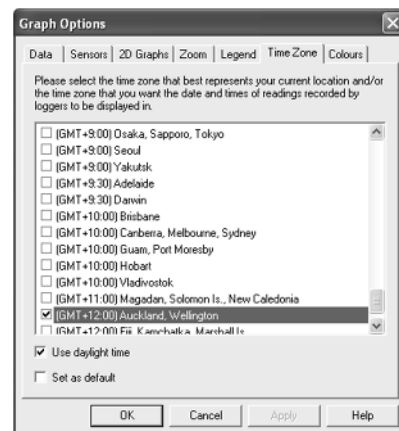 Graph Options
Data Sensors 2D Graphs Zoom Legend Time Zone Colours
Please select the time zone that best represents your current location and/or
the time zone that you want the date and times of readings recorded by
loggers to be displayed in.
(GMT+9:00) Osaka, Sapporo, Tokyo
(GMT+9:00) Seoul
(GMT+9:00) Yakutsk
(GMT+9:30) Adelaide
(GMT+9:30) Darwin
(GMT+10:00) Brisbane
(GMT+10:00) Canberra, Melbourne, Sydney
(GMT+10:00) Guam, Port Moresby
(GMT+10:00) Hobart
(GMT+10:00) Vladivostok
(GMT+11:00) Magadan, Solomon Is., New Caledonia
(GMT+12:00) Auckland, Wellington
(GMT+12:00) Fiji, Kamchatka, Marshall Is
Use daylight time
Set as default
OK Cancel Apply Help